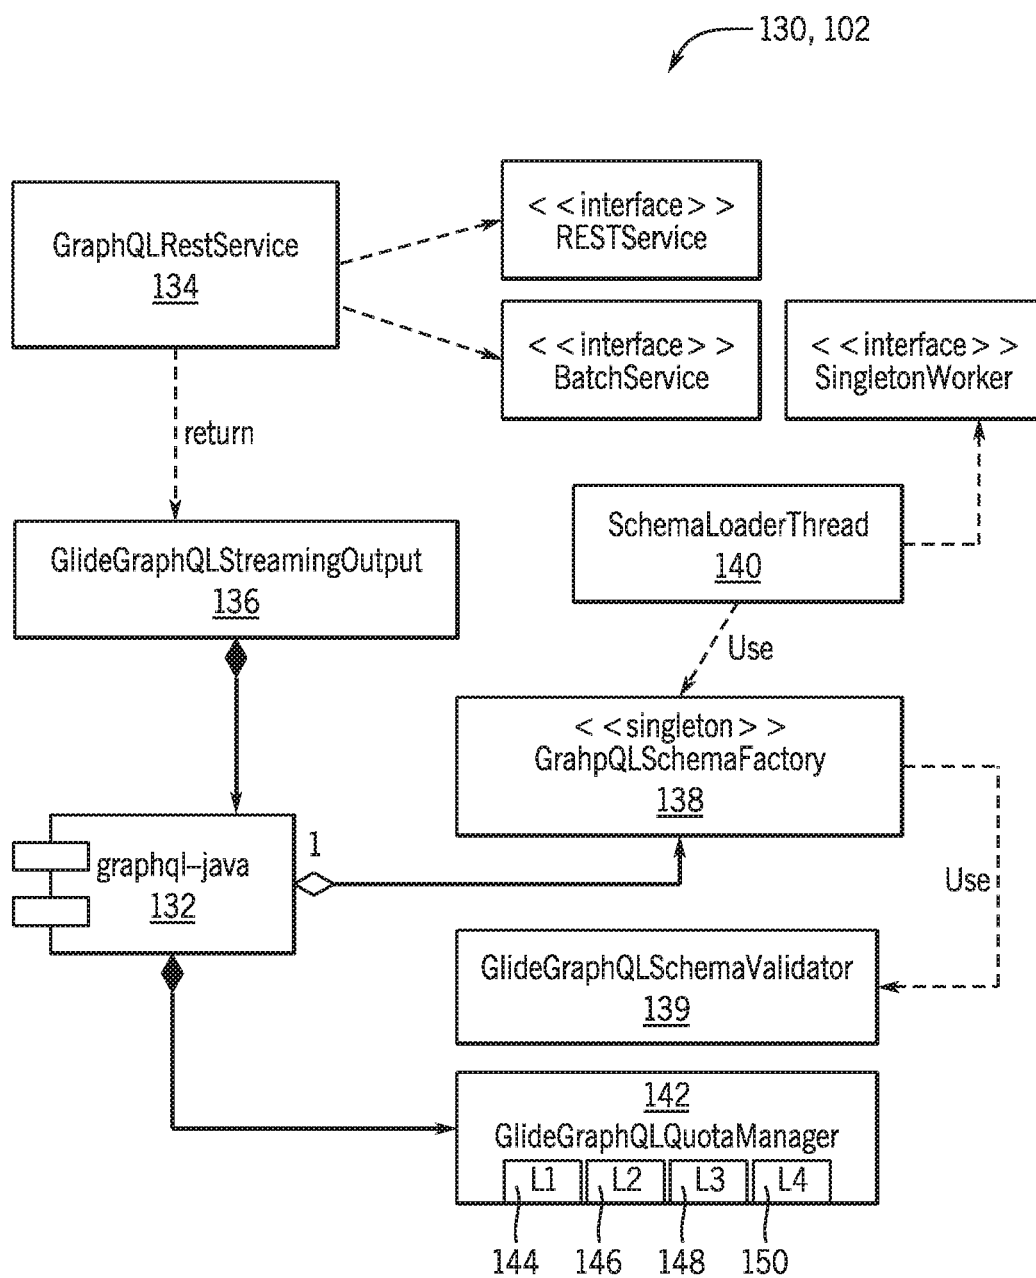 130, 102
GraphQLRestService
134
< <interface> >
RESTService
< <interface> >
BatchService
< <interface> >
SingletonWorker
return
SchemaLoaderThread
140
GlideGraphQLStreamingOutput
136
Use
< <singleton> >
GrahpQLSchemaFactory
138
1
graphql-java
132
Use
GlideGraphQLSchemaValidator
139
142
GlideGraphQLQuotaManager
L1 L2 L3 L4
144 146 148 150